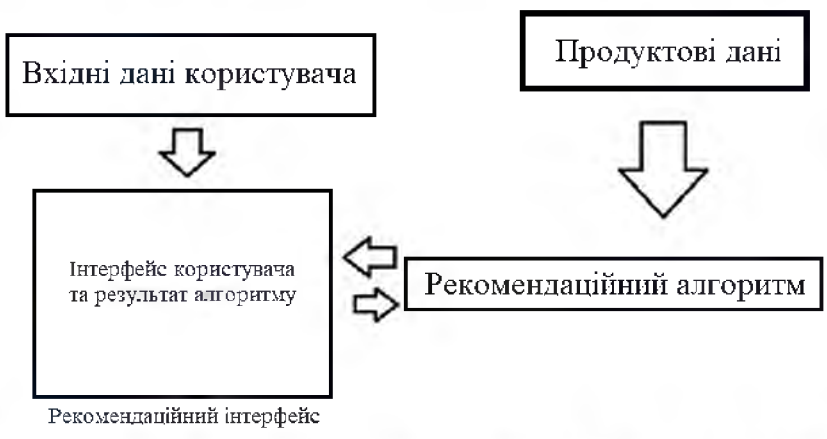 Вхідні дані користувача
Продуктові дані
Інтерфейс користувача
та результат алгоритму
Рекомендаційний алгоритм
Рекомендаційний інтерфейс